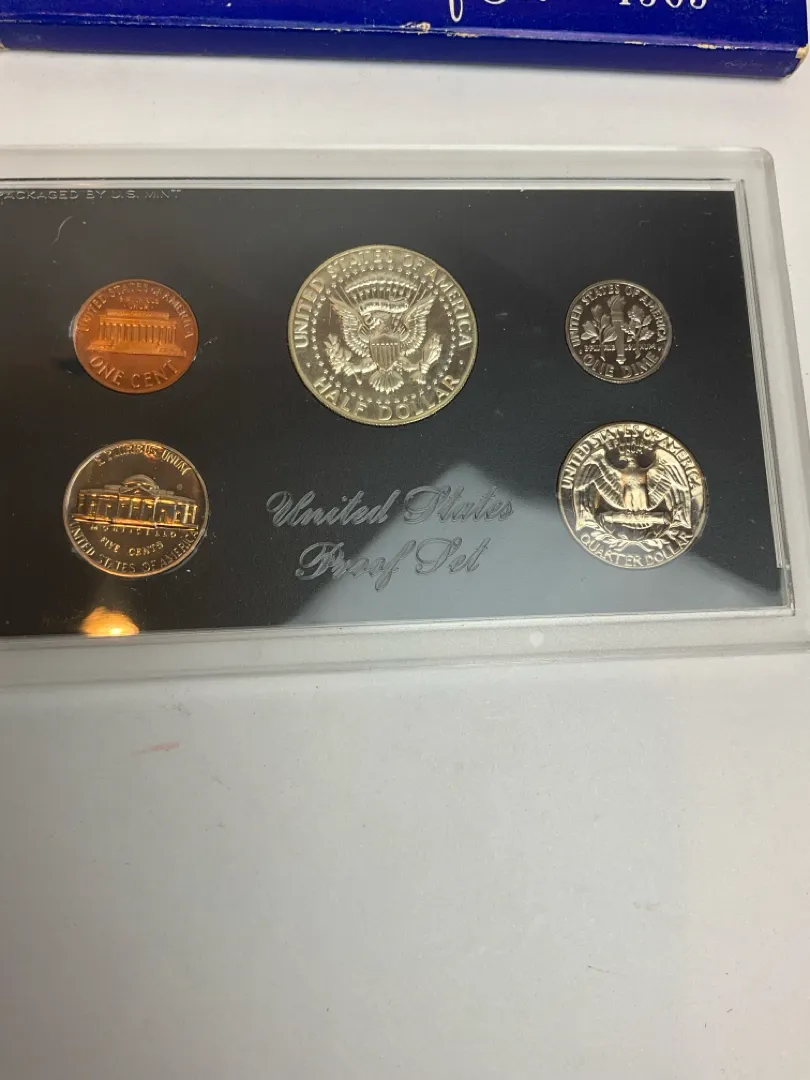 of
PACKAGED BY U.S. MINT
UNITED STATES OF AMERICA
ONE CENT
UNITED STATES OF AMERICA
HALF DOLLAR
UNITED STATES OF AMERICA
ONE DIME
E PLURIBUS UNUM
MONTICELLO
FIVE CENTS
UNITED STATES OF AMERICA
UNITED STATES OF AMERICA
QUARTER DOLLAR
United States
Proof Set